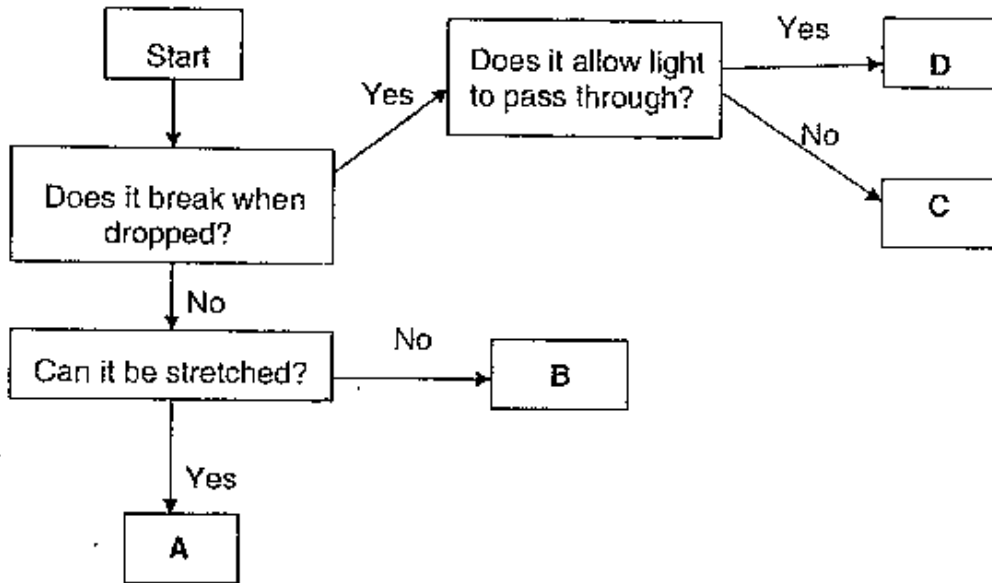 Start
Does it break when
dropped?
Yes
Does it allow light
to pass through?
Yes
D
No
C
No
Can it be stretched?
No
B
Yes
A